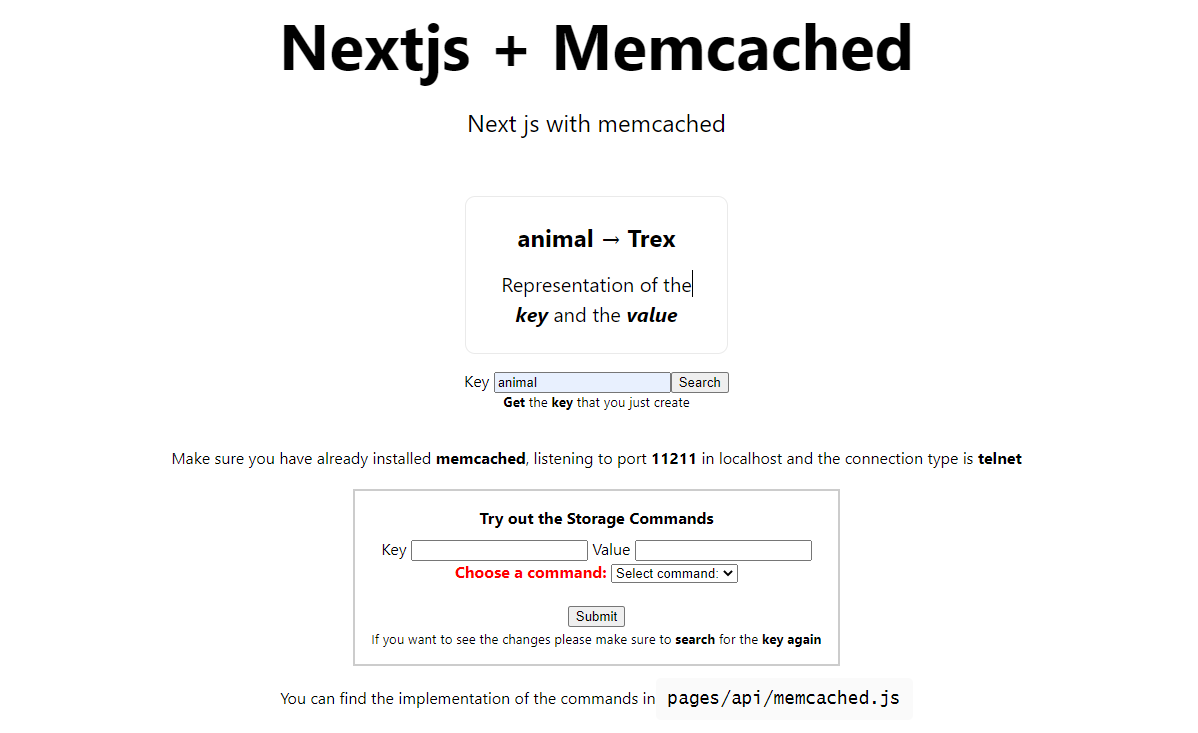 Nextjs + Memcached
Next js with memcached
animal → Trex
Representation of the
key and the value
Key animal Search
Get the key that you just create
Make sure you have already installed memcached, listening to port 11211 in localhost and the connection type is telnet
Try out the Storage Commands
Key Value
Choose a command: Select command:
Submit
If you want to see the changes please make sure to search for the key again
You can find the implementation of the commands in pages/api/memcached.js